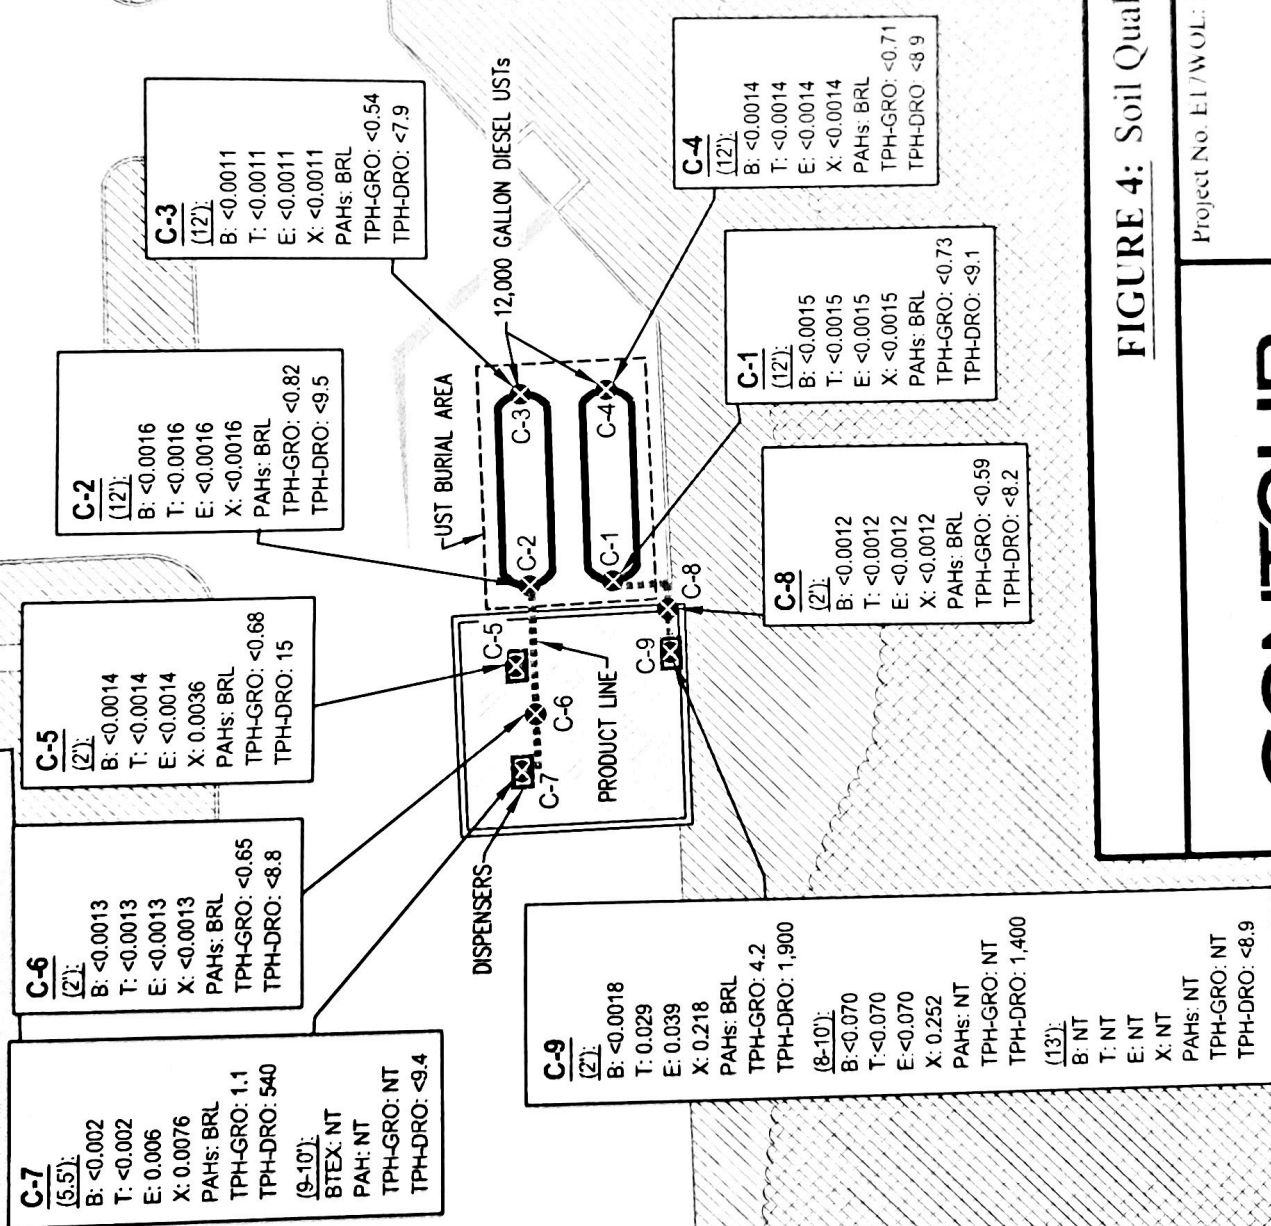 C-7
(5.5'):
B: <0.002
T: <0.002
E: 0.006
X: 0.0076
PAHs: BRL
TPH-GRO: 1.1
TPH-DRO: 540
(9-10'):
BTEX: NT
PAH: NT
TPH-GRO: NT
TPH-DRO: <9.4
C-6
(2'):
B: <0.0013
T: <0.0013
E: <0.0013
X: <0.0013
PAHs: BRL
TPH-GRO: <0.65
TPH-DRO: <8.8
C-5
(2'):
B: <0.0014
T: <0.0014
E: <0.0014
X: 0.0036
PAHs: BRL
TPH-GRO: <0.68
TPH-DRO: 15
C-2
(12'):
B: <0.0016
T: <0.0016
E: <0.0016
X: <0.0016
PAHs: BRL
TPH-GRO: <0.82
TPH-DRO: <9.5
C-3
(12'):
B: <0.0011
T: <0.0011
E: <0.0011
X: <0.0011
PAHs: BRL
TPH-GRO: <0.54
TPH-DRO: <7.9
UST BURIAL AREA
12,000 GALLON DIESEL USTs
DISPENSERS
C-7
C-6
C-5
C-2
C-3
PRODUCT LINE
C-9
C-8
C-1
C-4
C-9
(2'):
B: <0.0018
T: 0.029
E: 0.039
X: 0.218
PAHs: BRL
TPH-GRO: 4.2
TPH-DRO: 1,900
(8-10'):
B:<0.070
T:<0.070
E:<0.070
X: 0.252
PAHs: NT
TPH-GRO: NT
TPH-DRO: 1,400
(13'):
B: NT
T: NT
E: NT
X: NT
PAHs: NT
TPH-GRO: NT
TPH-DRO: <8.9
C-8
(2'):
B: <0.0012
T: <0.0012
E: <0.0012
X: <0.0012
PAHs: BRL
TPH-GRO: <0.59
TPH-DRO: <8.2
C-1
(12'):
B: <0.0015
T: <0.0015
E: <0.0015
X: <0.0015
PAHs: BRL
TPH-GRO: <0.73
TPH-DRO: <9.1
C-4
(12'):
B: <0.0014
T: <0.0014
E: <0.0014
X: <0.0014
PAHs: BRL
TPH-GRO: <0.71
TPH-DRO: <8.9
FIGURE 4: Soil Qual
Project No.